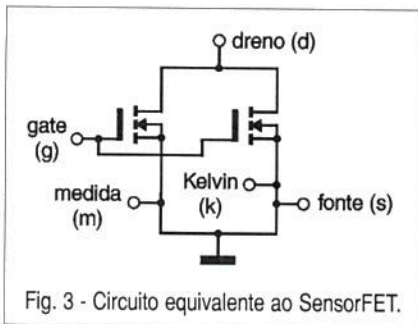 dreno (d)
gate
(g)
Kelvin
(k)
medida
(m)
fonte (s)
Fig. 3 - Circuito equivalente ao SensorFET.